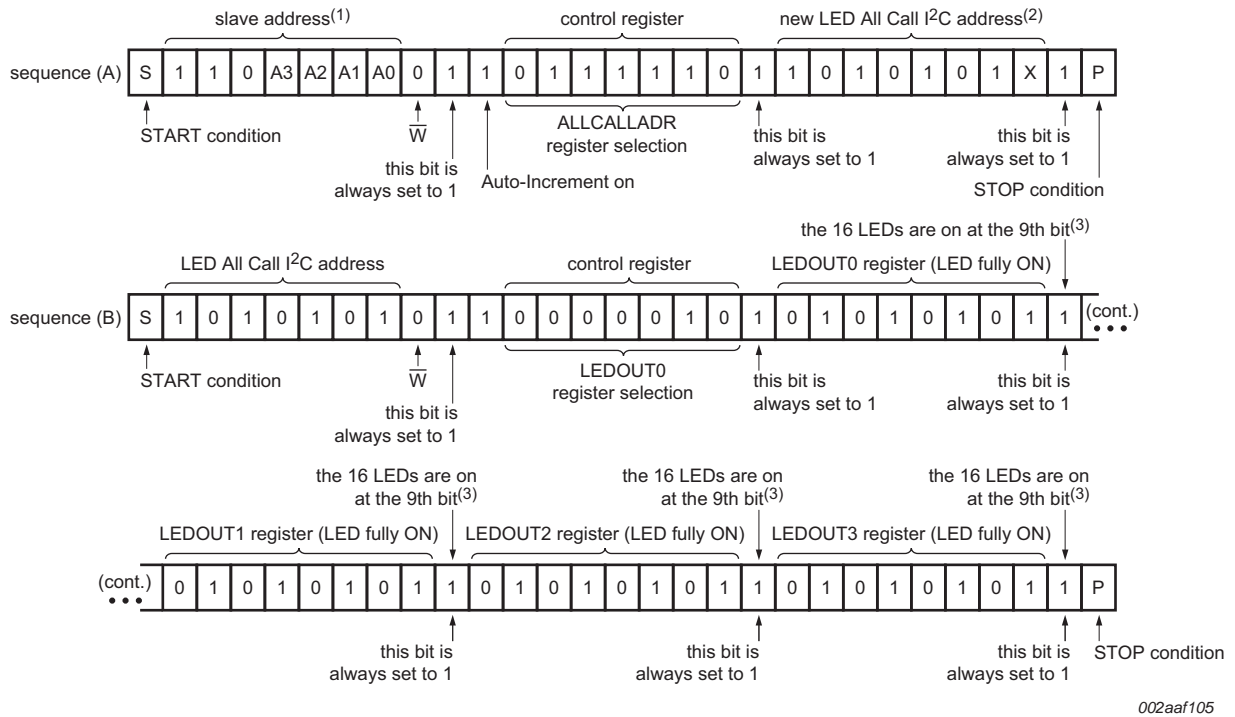 slave address(1)
control register
new LED All Call I2C address(2)
sequence (A) S 1 1 0 A3 A2 A1 A0 0 1 1 0 1 1 1 1 1 0 1 1 0 1 0 1 0 1 X 1 P
START condition
W
this bit is
always set to 1
Auto-Increment on
ALLCALLADR
register selection
this bit is
always set to 1
this bit is
always set to 1
STOP condition
the 16 LEDs are on at the 9th bit(3)
LED All Call I2C address
control register
LEDOUT0 register (LED fully ON)
sequence (B) S 1 0 1 0 1 0 1 0 1 1 0 0 0 0 0 1 0 1 0 1 0 1 0 1 0 1 1 (cont.)
START condition
W
this bit is
always set to 1
LEDOUT0
register selection
this bit is
always set to 1
this bit is
always set to 1
the 16 LEDs are on
at the 9th bit(3)
the 16 LEDs are on
at the 9th bit(3)
the 16 LEDs are on
at the 9th bit(3)
LEDOUT1 register (LED fully ON)
LEDOUT2 register (LED fully ON)
LEDOUT3 register (LED fully ON)
(cont.) 0 1 0 1 0 1 0 1 1 0 1 0 1 0 1 0 1 1 0 1 0 1 0 1 0 1 1 P
this bit is
always set to 1
this bit is
always set to 1
this bit is
always set to 1
STOP condition
002aaf105